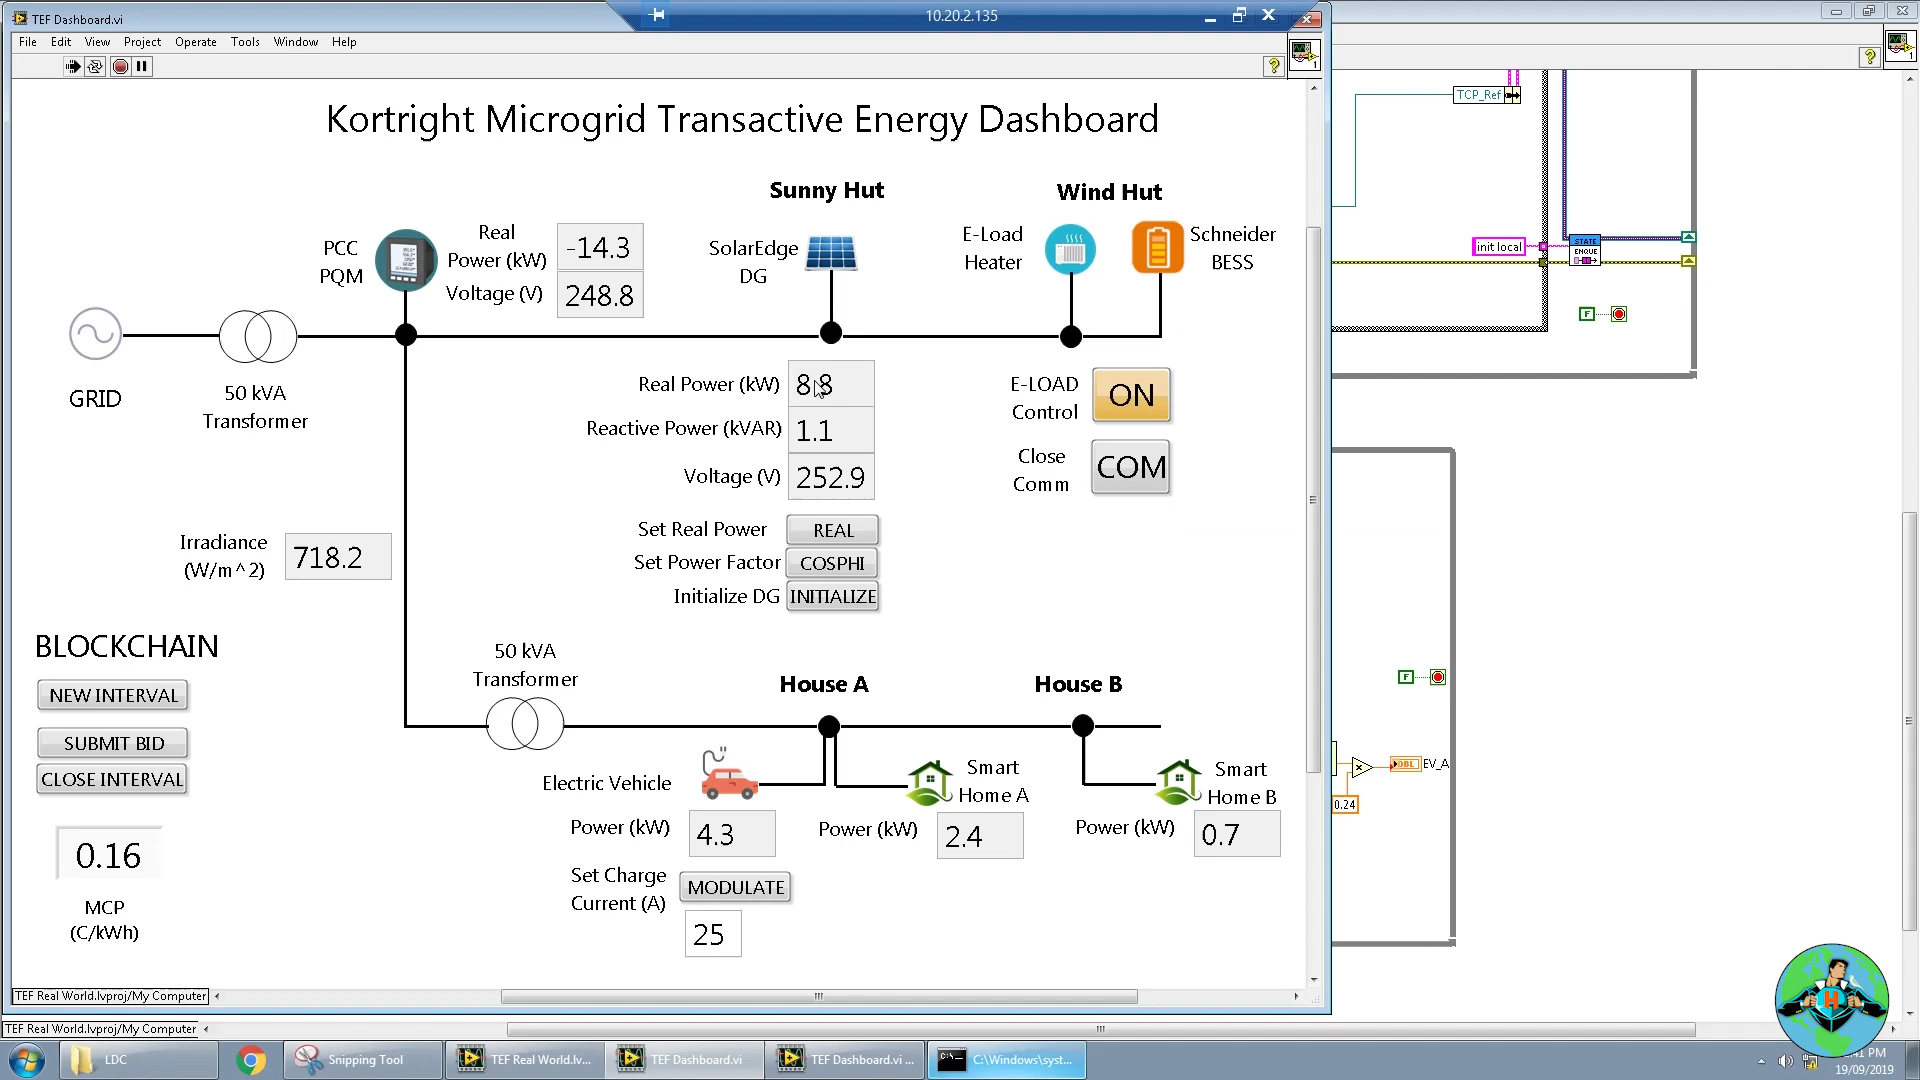 TEF Dashboard.vi
10.20.2.135
File Edit View Project Operate Tools Window Help
Kortright Microgrid Transactive Energy Dashboard
Sunny Hut
Wind Hut
PCC
PQM
Real
Power (kW)
-14.3
Voltage (V)
248.8
SolarEdge
DG
E-Load
Heater
Schneider
BESS
GRID
50 kVA
Transformer
Real Power (kW)
8.8
Reactive Power (kVAR)
1.1
Voltage (V)
252.9
E-LOAD
Control
ON
Close
Comm
COM
Set Real Power
REAL
Set Power Factor
COSPHI
Initialize DG
INITIALIZE
Irradiance
(W/m^2)
718.2
BLOCKCHAIN
NEW INTERVAL
SUBMIT BID
CLOSE INTERVAL
0.16
MCP
(C/kWh)
50 kVA
Transformer
House A
House B
Electric Vehicle
Smart
Home A
Smart
Home B
Power (kW)
4.3
Power (kW)
2.4
Power (kW)
0.7
Set Charge
Current (A)
MODULATE
25
TCP_Ref
init local
STATE
ENQUE
F
F
DBL
EV_A
0.24
TEF Real World.lvproj/My Computer
TEF Real World.lvproj/My Computer
LDC
Snipping Tool
TEF Real World.lv...
TEF Dashboard.vi
TEF Dashboard.vi ...
C:\Windows\syst...
:41 PM
19/09/2019
H